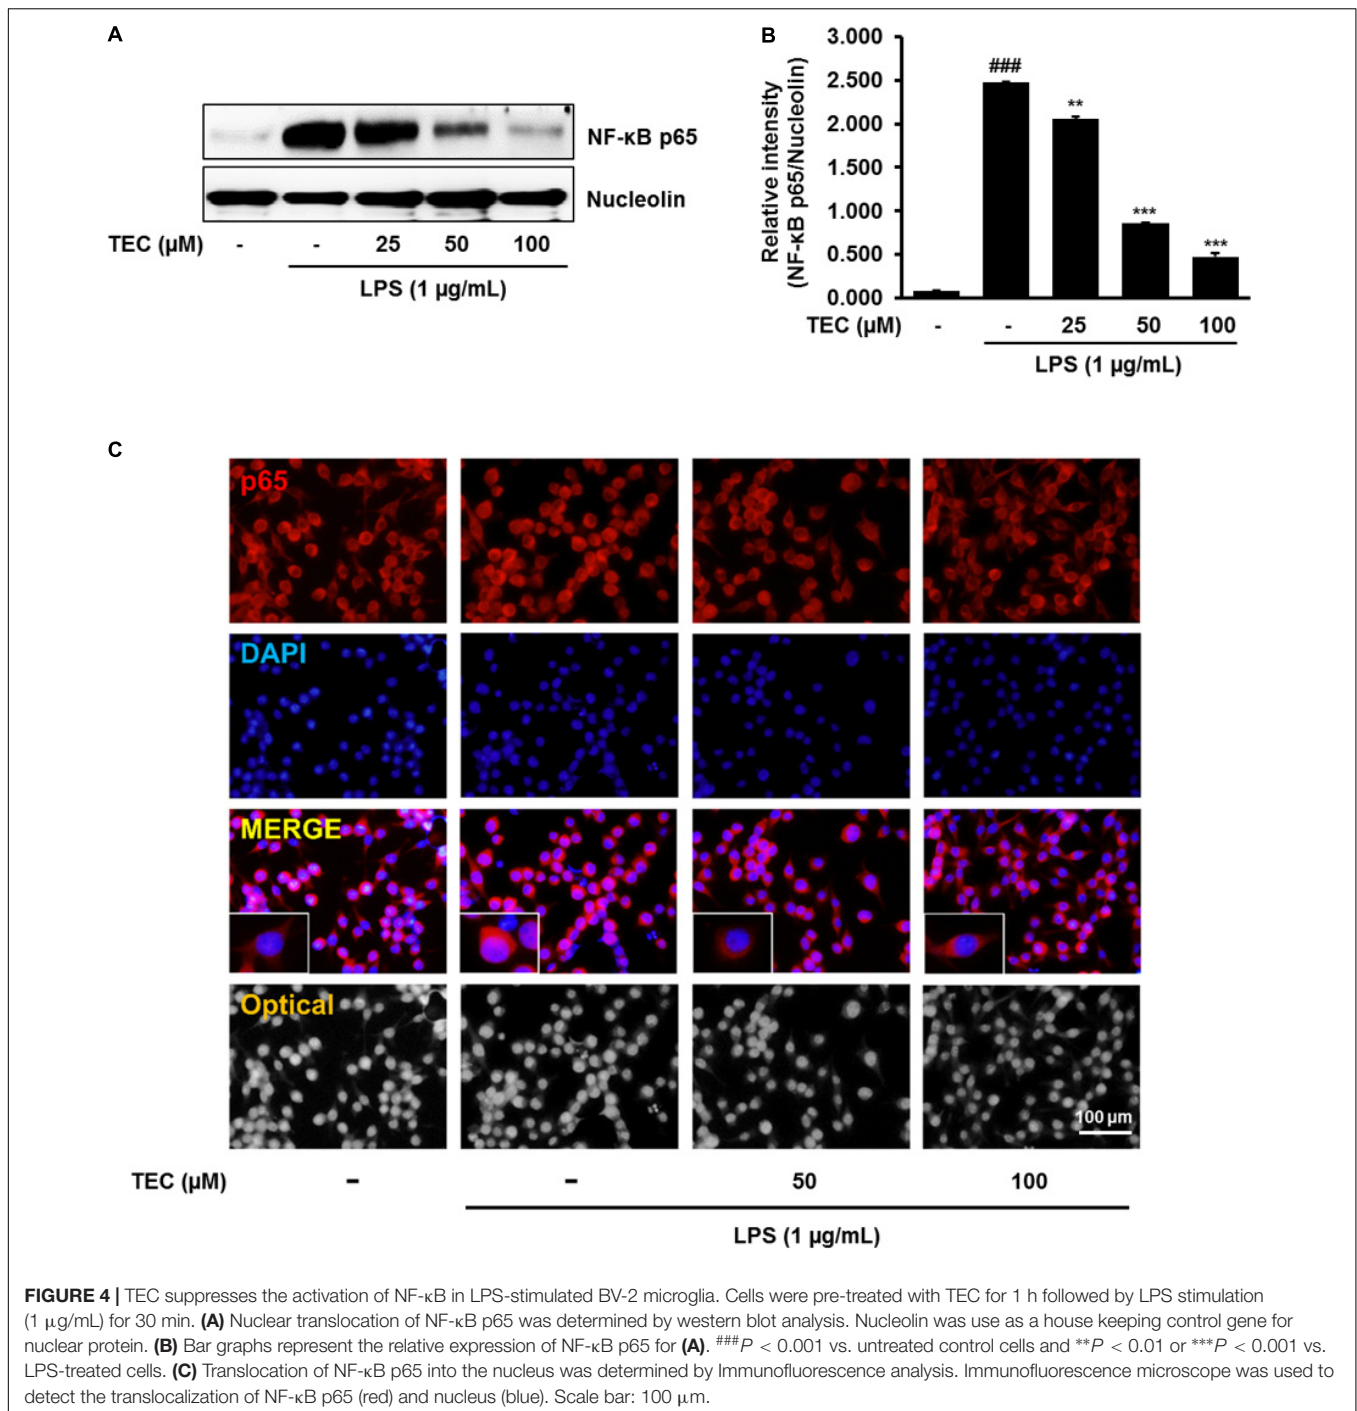 A
NF-κB p65
Nucleolin
TEC (μM) - - 25 50 100
LPS (1 μg/mL)
B
Relative intensity
(NF-κB p65/Nucleolin)
3.000
2.500
2.000
1.500
1.000
0.500
0.000
###
**
***
***
TEC (μM) - - 25 50 100
LPS (1 μg/mL)
C
p65
DAPI
MERGE
Optical
100 μm
TEC (μM) - - 50 100
LPS (1 μg/mL)
FIGURE 4 | TEC suppresses the activation of NF-κB in LPS-stimulated BV-2 microglia. Cells were pre-treated with TEC for 1 h followed by LPS stimulation
(1 μg/mL) for 30 min. (A) Nuclear translocation of NF-κB p65 was determined by western blot analysis. Nucleolin was use as a house keeping control gene for
nuclear protein. (B) Bar graphs represent the relative expression of NF-κB p65 for (A). ###P < 0.001 vs. untreated control cells and **P < 0.01 or ***P < 0.001 vs.
LPS-treated cells. (C) Translocation of NF-κB p65 into the nucleus was determined by Immunofluorescence analysis. Immunofluorescence microscope was used to
detect the translocalization of NF-κB p65 (red) and nucleus (blue). Scale bar: 100 μm.